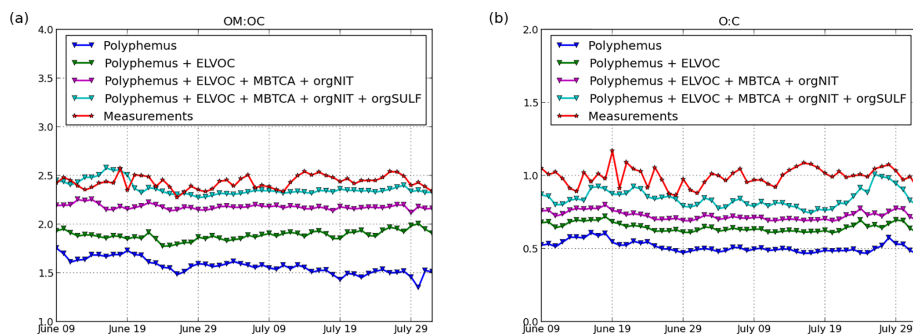 (a)
OM:OC
4.0
3.5
3.0
2.5
2.0
1.5
1.0
Polyphemus
Polyphemus + ELVOC
Polyphemus + ELVOC + MBTCA + orgNIT
Polyphemus + ELVOC + MBTCA + orgNIT + orgSULF
Measurements
June 09 June 19 June 29 July 09 July 19 July 29
(b)
O:C
2.0
1.5
1.0
0.5
0.0
Polyphemus
Polyphemus + ELVOC
Polyphemus + ELVOC + MBTCA + orgNIT
Polyphemus + ELVOC + MBTCA + orgNIT + orgSULF
Measurements
June 09 June 19 June 29 July 09 July 19 July 29